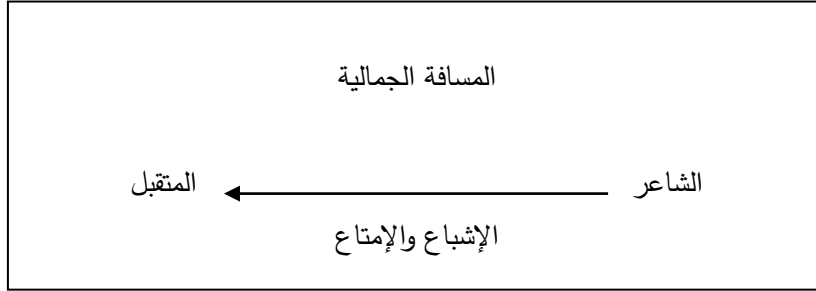 المسافة الجمالية
الشاعر المتقبل
الإشباع والإمتاع